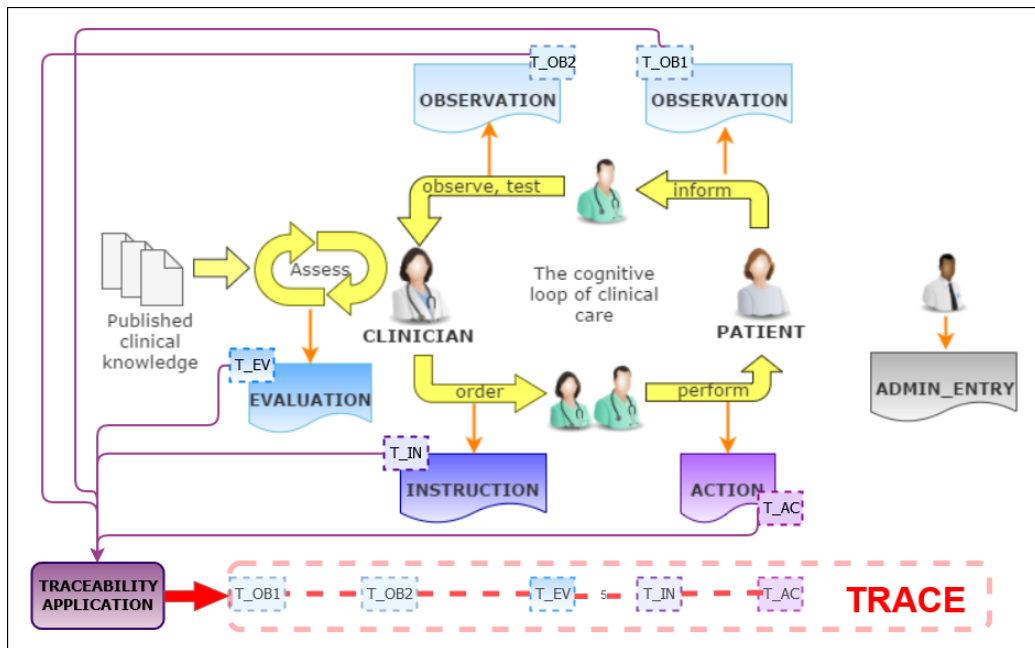 T_OB2
T_OB1
OBSERVATION
OBSERVATION
observe, test
inform
Assess
The cognitive
loop of clinical
care
Published
clinical
knowledge
CLINICIAN
PATIENT
T_EV
EVALUATION
order
perform
ADMIN_ENTRY
T_IN
INSTRUCTION
ACTION
T_AC
TRACEABILITY
APPLICATION
T_OB1
T_OB2
T_EV
5
T_IN
T_AC
TRACE